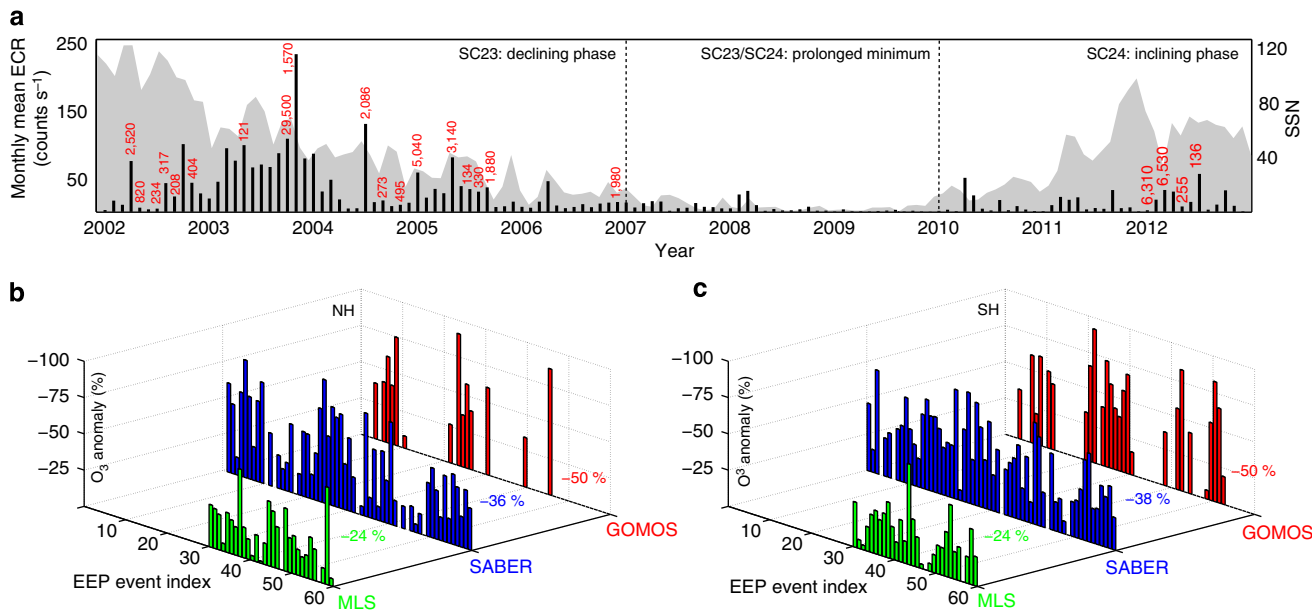 a
250
150
50
Monthly mean ECR
(counts s⁻¹)
SC23: declining phase
SC23/SC24: prolonged minimum
SC24: inclining phase
120
80
40
SSN
2,520
820
234
317
208
404
121
29,500
1,570
2,086
273
495
5,040
3,140
134
330
1,880
1,980
6,310
6,530
255
136
2002
2003
2004
2005
2006
2007
2008
2009
2010
2011
2012
Year
b
NH
−100
−75
−50
−25
O₃ anomaly (%)
−50 %
−36 %
−24 %
10
20
30
40
50
60
EEP event index
GOMOS
SABER
MLS
c
SH
−100
−75
−50
−25
O³ anomaly (%)
−50 %
−38 %
−24 %
10
20
30
40
50
60
EEP event index
GOMOS
SABER
MLS